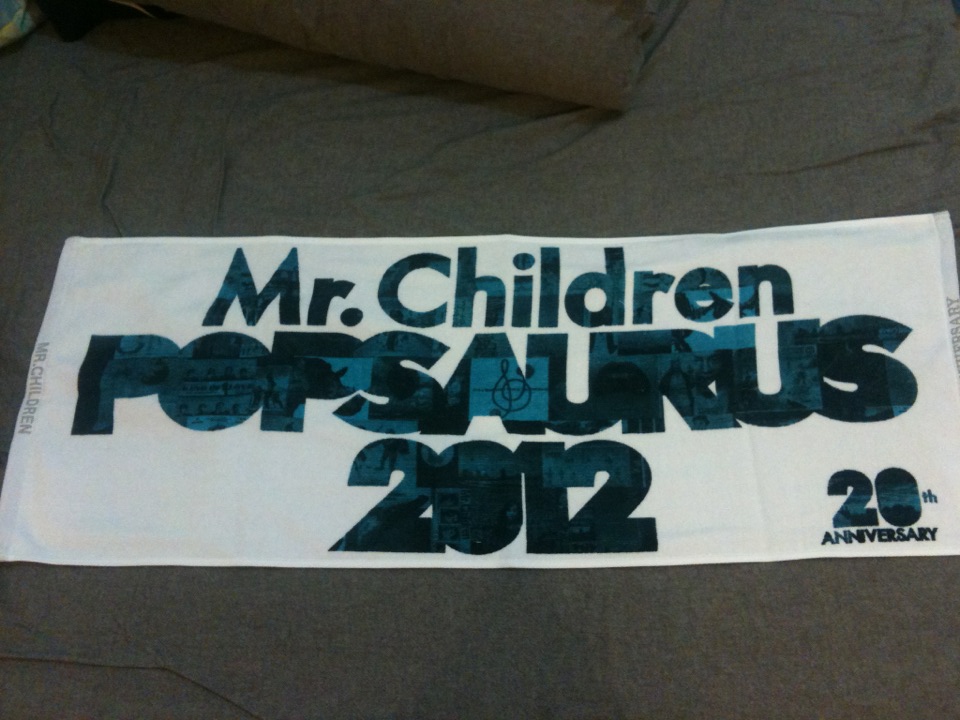 Mr. Children
POPSAURUS
2012
20th
ANNIVERSARY
MR.CHILDREN